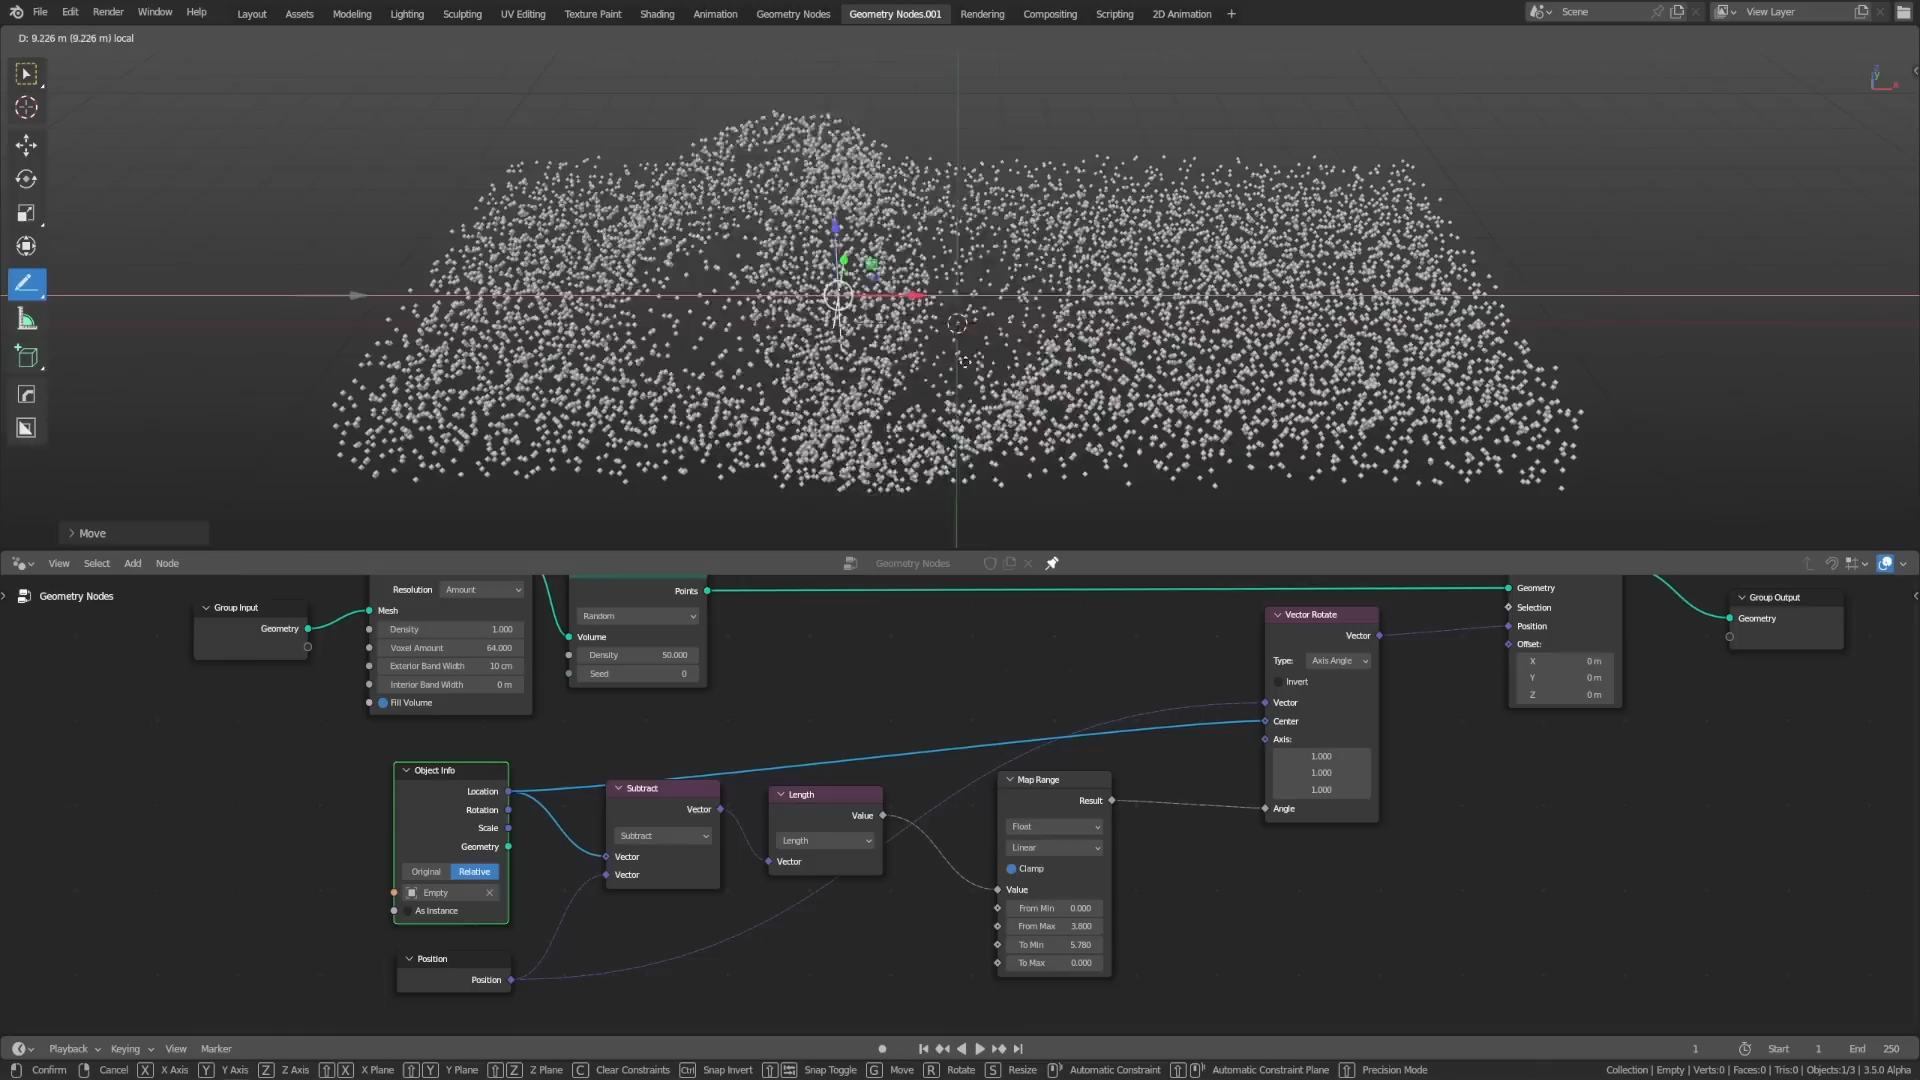 File Edit Render Window Help Layout Assets Modeling Lighting Sculpting UV Editing Texture Paint Shading Animation Geometry Nodes Geometry Nodes.001 Rendering Compositing Scripting 2D Animation + Scene View Layer
D: 9.226 m (9.226 m) local
Move
View Select Add Node Geometry Nodes
Geometry Nodes
Group Input
Geometry
Resolution Amount
Mesh
Density 1.000
Voxel Amount 64.000
Exterior Band Width 10 cm
Interior Band Width 0 m
Fill Volume
Points
Random
Volume
Density 50.000
Seed 0
Vector Rotate
Vector
Type: Axis Angle
Invert
Vector
Center
Axis:
1.000
1.000
1.000
Angle
Geometry
Selection
Position
Offset:
X 0 m
Y 0 m
Z 0 m
Group Output
Geometry
Object Info
Location
Rotation
Scale
Geometry
Original Relative
Empty
As Instance
Subtract
Vector
Subtract
Vector
Vector
Length
Value
Length
Vector
Map Range
Result
Float
Linear
Clamp
Value
From Min 0.000
From Max 3.800
To Min 5.780
To Max 0.000
Position
Position
Playback Keying View Marker 1 Start 1 End 250
Confirm Cancel X X Axis Y Y Axis Z Z Axis X X Plane Y Y Plane Z Z Plane C Clear Constraints Ctrl Snap Invert Snap Toggle G Move R Rotate S Resize Automatic Constraint Automatic Constraint Plane Precision Mode Collection | Empty | Verts:0 | Faces:0 | Tris:0 | Objects:1/3 | 3.5.0 Alpha